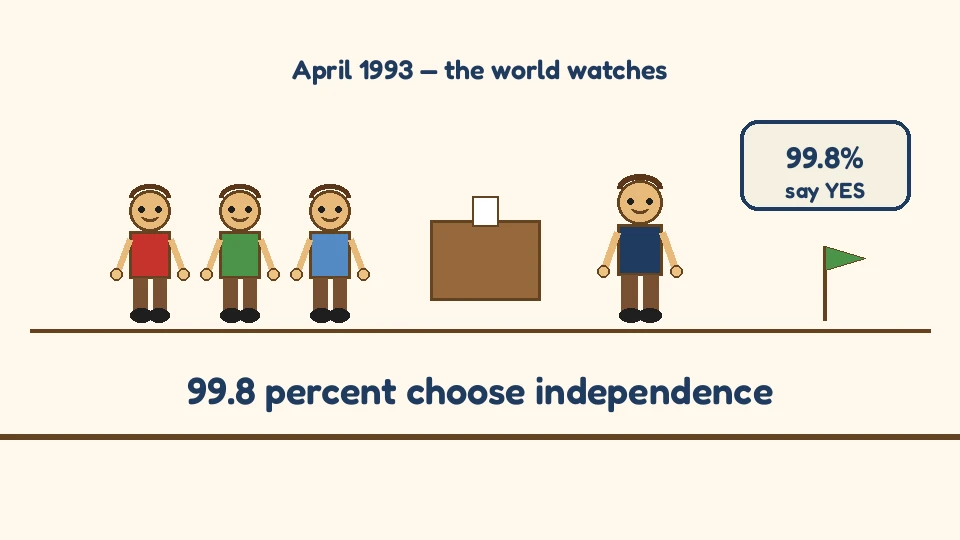 April 1993 – the world watches
99.8%
say YES
99.8 percent choose independence